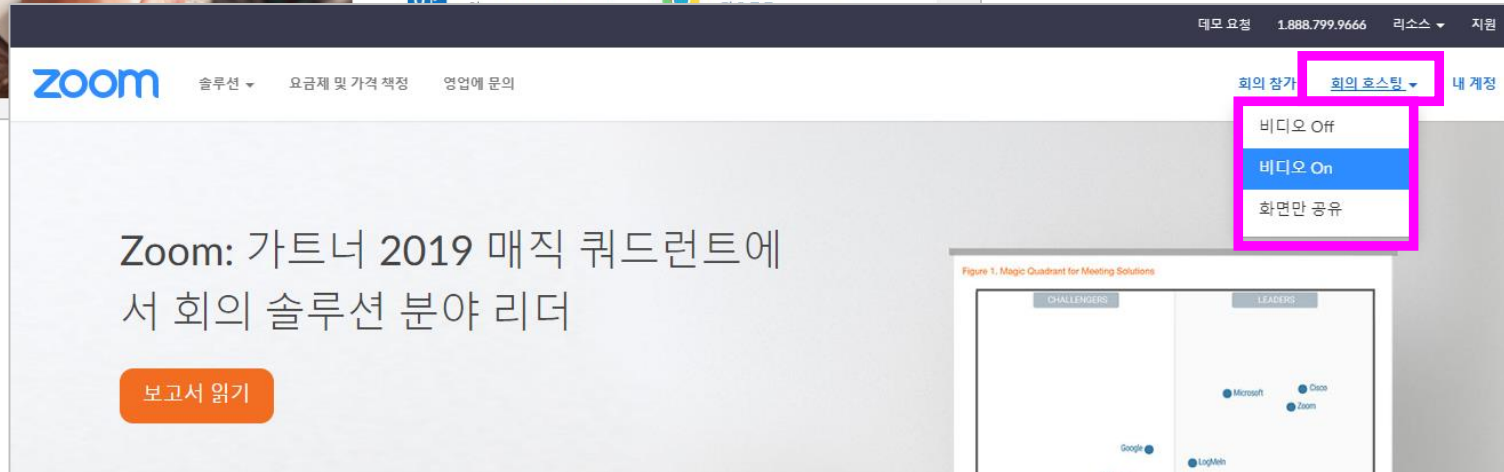 데모 요청 1.888.799.9666 리소스 지원
zoom 솔루션 요금제 및 가격 책정 영업에 문의 회의 참가 회의 호스팅 내 계정
비디오 Off
비디오 On
화면만 공유
Zoom: 가트너 2019 매직 쿼드런트에
서 회의 솔루션 분야 리더
보고서 읽기
Figure 1. Magic Quadrant for Meeting Solutions
CHALLENGERS LEADERS
Microsoft Cisco
Zoom
Google
LogMeIn